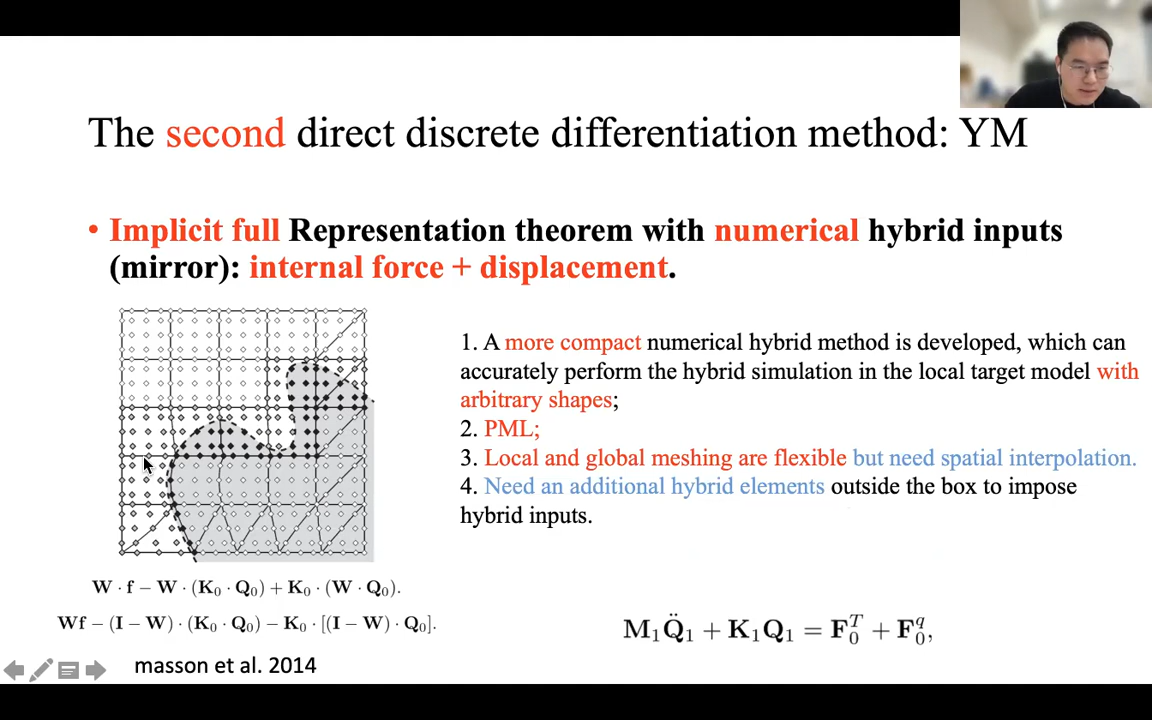 The second direct discrete differentiation method: YM
• Implicit full Representation theorem with numerical hybrid inputs
(mirror): internal force + displacement.
1. A more compact numerical hybrid method is developed, which can
accurately perform the hybrid simulation in the local target model with
arbitrary shapes;
2. PML;
3. Local and global meshing are flexible but need spatial interpolation.
4. Need an additional hybrid elements outside the box to impose
hybrid inputs.
W · f − W · (K₀ · Q₀) + K₀ · (W · Q₀).
Wf − (I − W) · (K₀ · Q₀) − K₀ · [(I − W) · Q₀].
M₁Q̈₁ + K₁Q₁ = F₀ᵀ + F₀^q,
masson et al. 2014